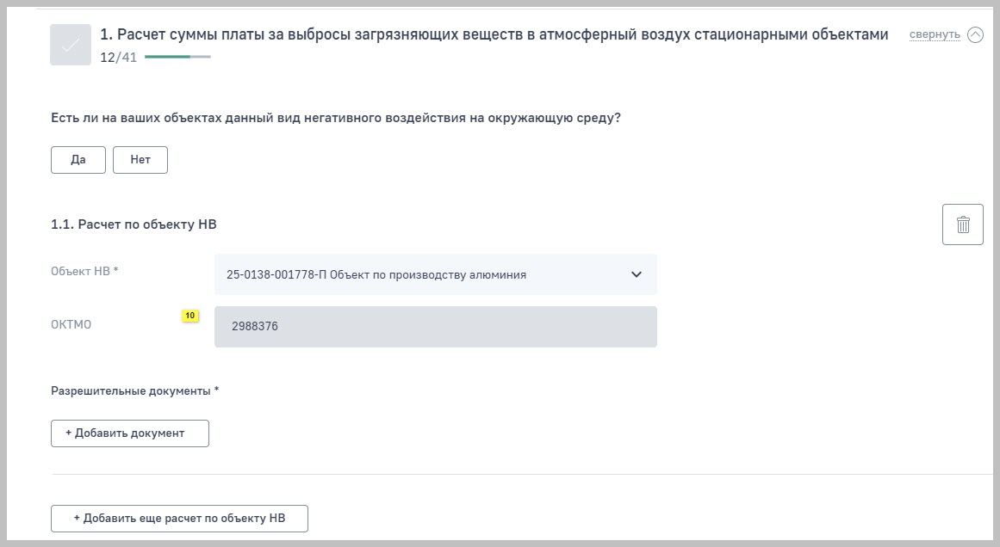 1. Расчет суммы платы за выбросы загрязняющих веществ в атмосферный воздух стационарными объектами
свернуть
12/41
Есть ли на ваших объектах данный вид негативного воздействия на окружающую среду?
Да
Нет
1.1. Расчет по объекту НВ
Объект НВ *
25-0138-001778-П Объект по производству алюминия
ОКТМО
10
2988376
Разрешительные документы *
+ Добавить документ
+ Добавить еще расчет по объекту НВ